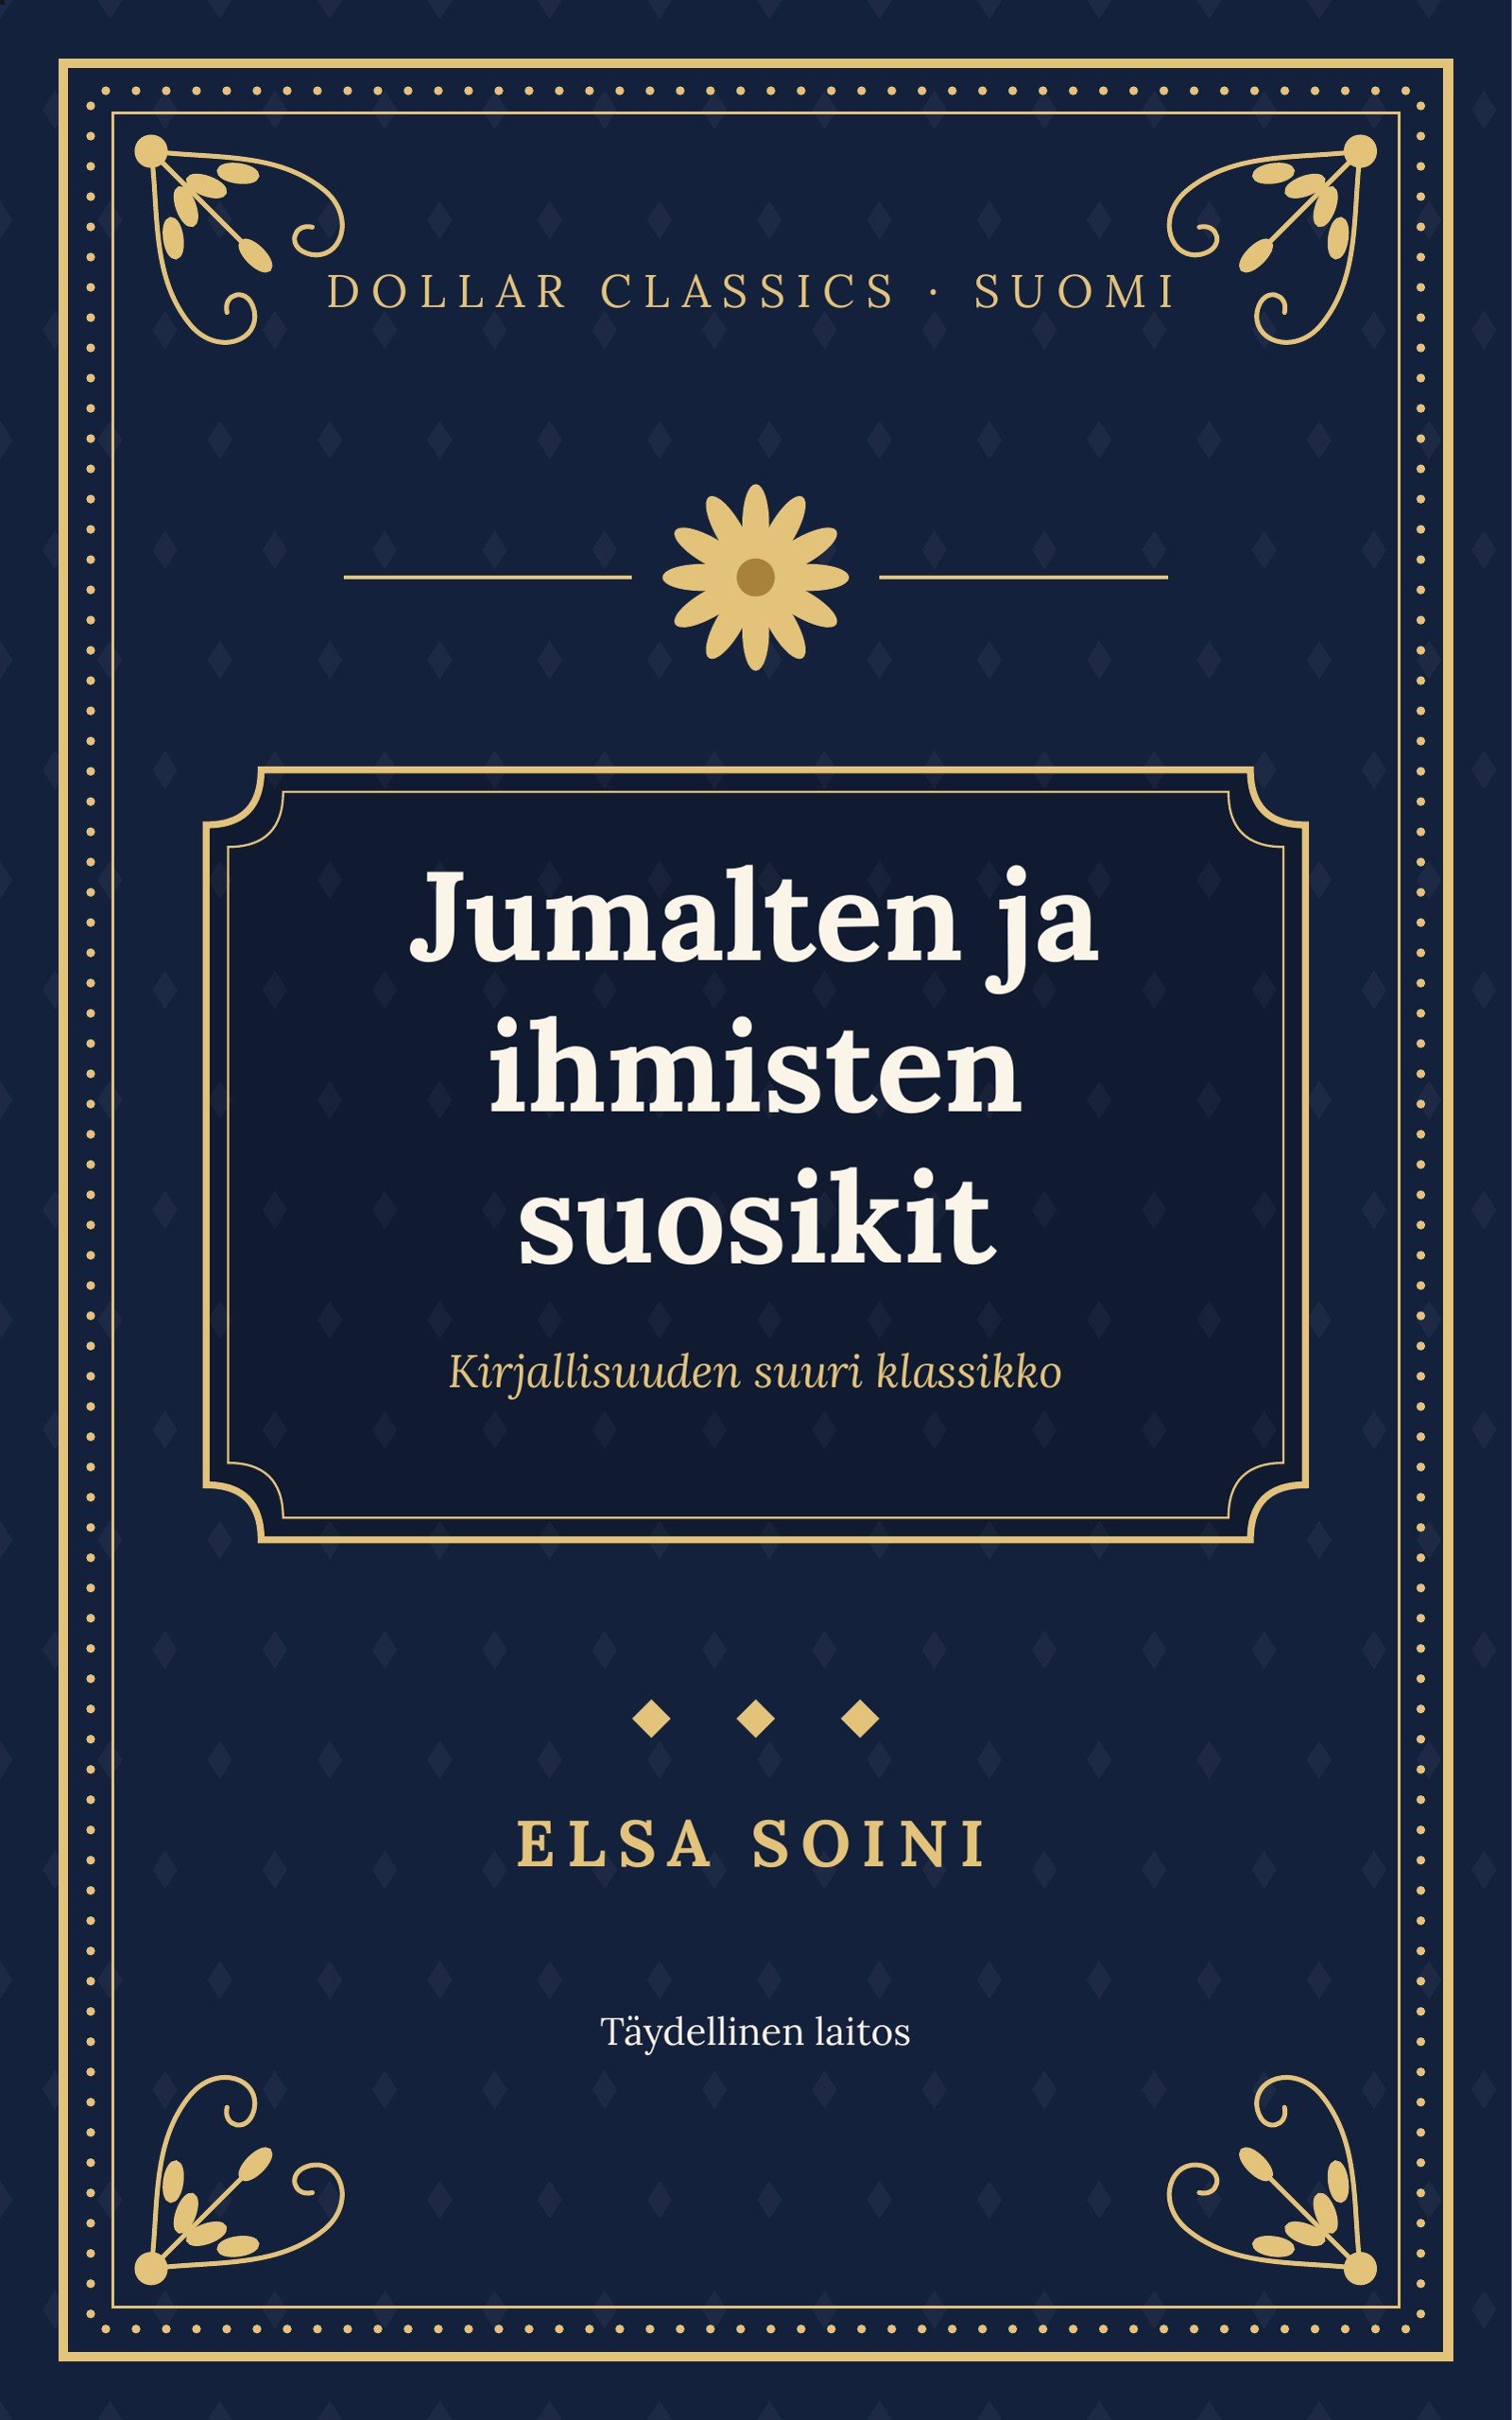 DOLLAR CLASSICS · SUOMI
Jumalten ja
ihmisten
suosikit
Kirjallisuuden suuri klassikko
ELSA SOINI
Täydellinen laitos